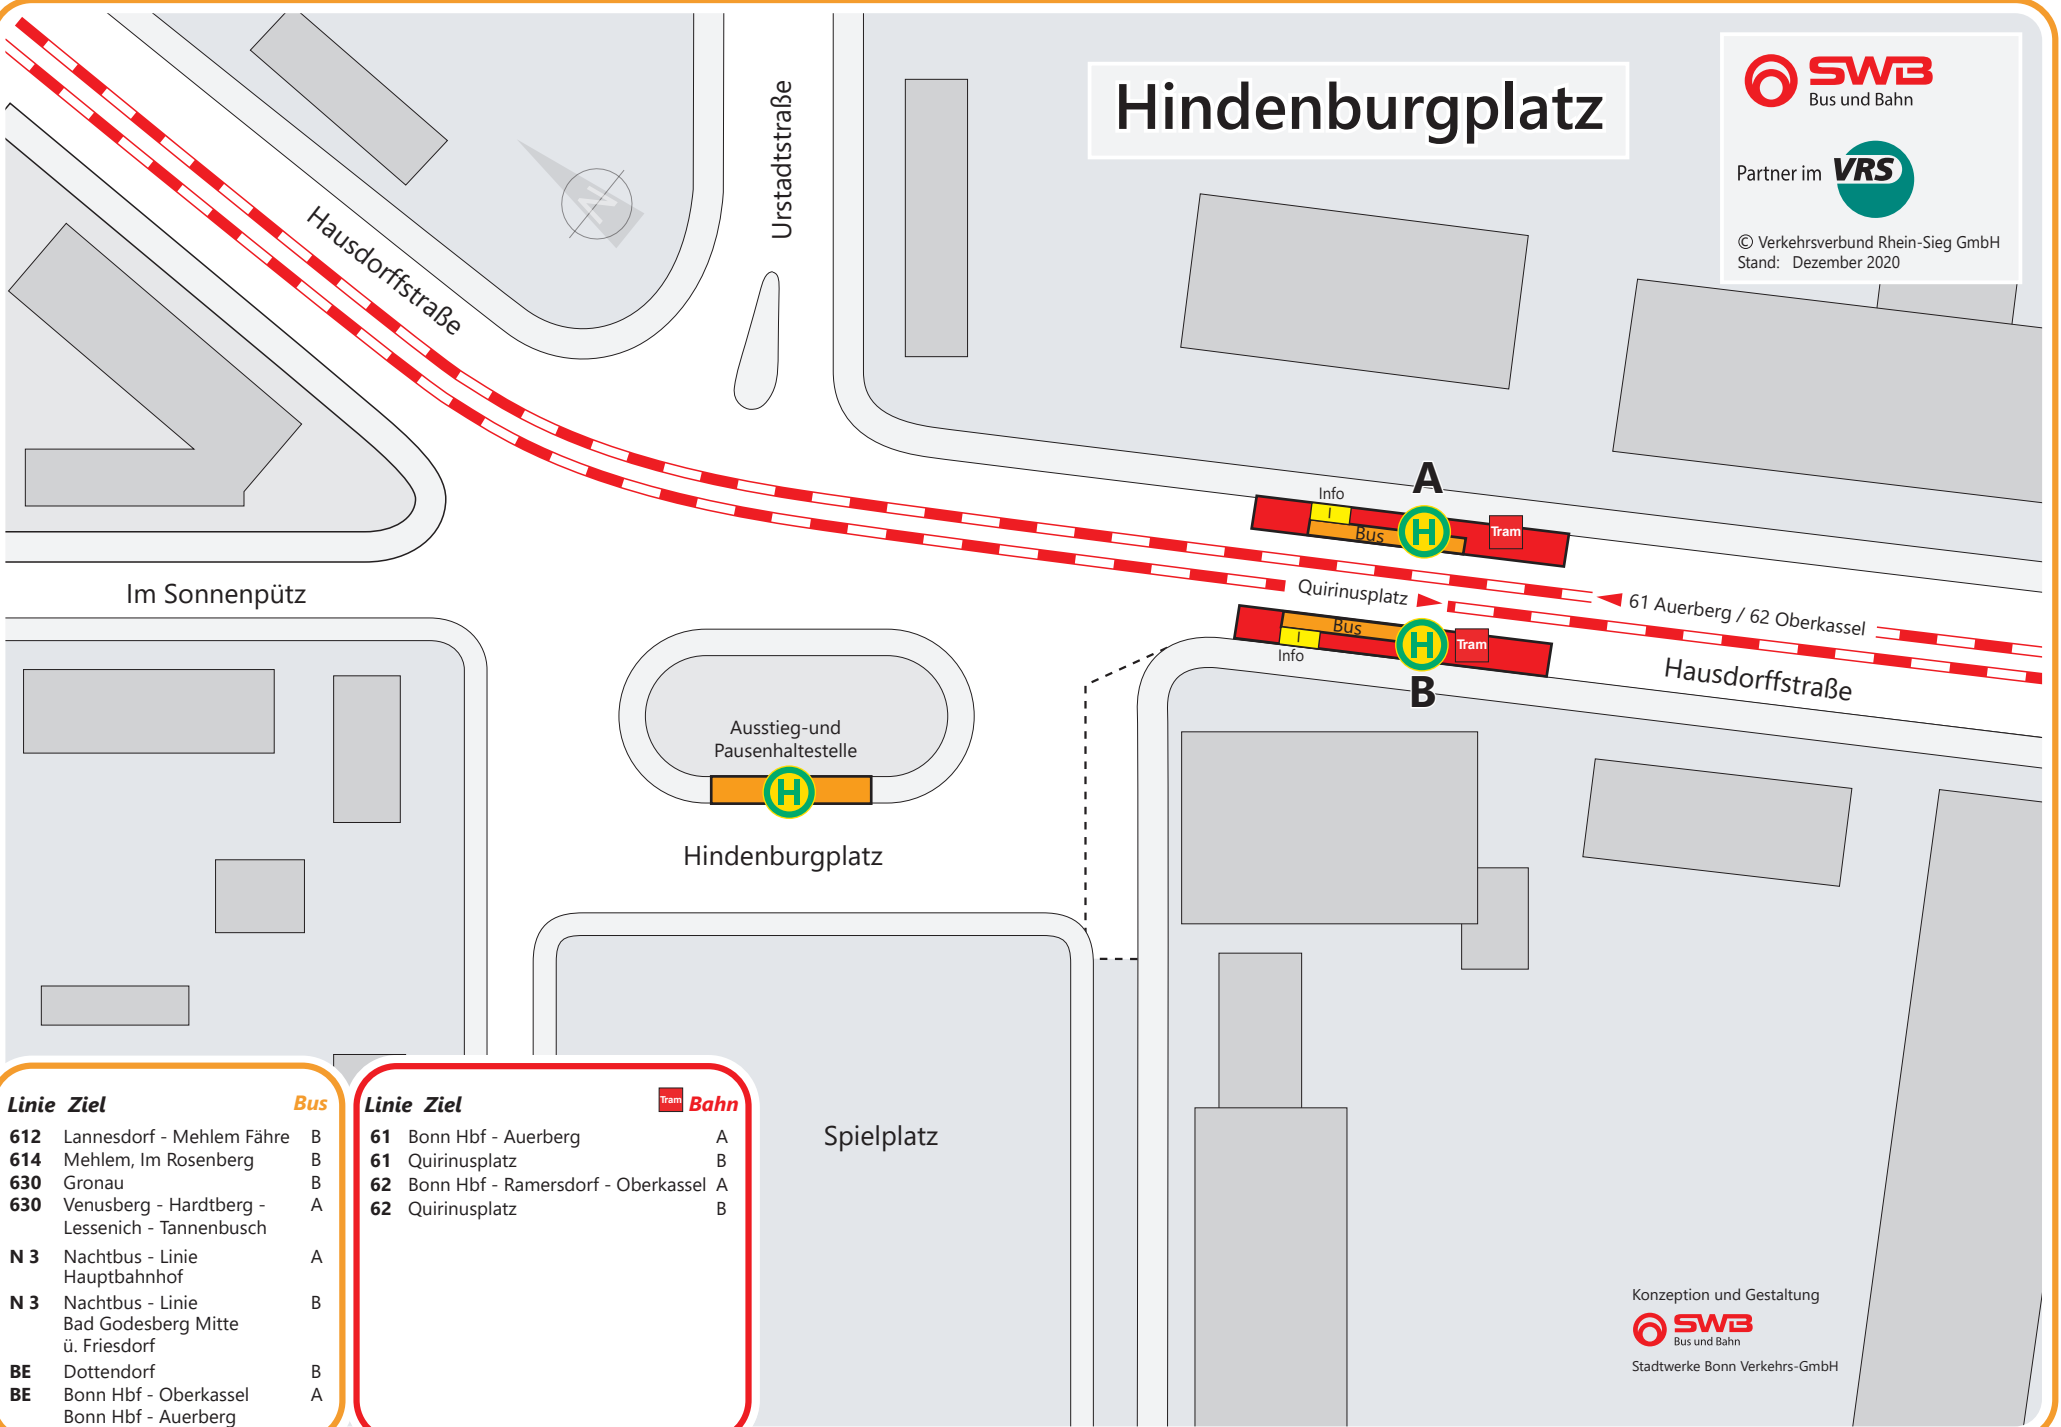 Hindenburgplatz
SWB
Bus und Bahn
Partner im VRS
© Verkehrsverbund Rhein-Sieg GmbH
Stand: Dezember 2020
Urstadtstraße
N
Hausdorffstraße
A
Info
I
Bus
H
Tram
Quirinusplatz
61 Auerberg / 62 Oberkassel
Im Sonnenpütz
Bus
I
H
Tram
Info
B
Hausdorffstraße
Ausstieg-und
Pausenhaltestelle
H
Hindenburgplatz
Spielplatz
Linie Ziel Bus
612 Lannesdorf - Mehlem Fähre B
614 Mehlem, Im Rosenberg B
630 Gronau B
630 Venusberg - Hardtberg - A
Lessenich - Tannenbusch
N 3 Nachtbus - Linie A
Hauptbahnhof
N 3 Nachtbus - Linie B
Bad Godesberg Mitte
ü. Friesdorf
BE Dottendorf B
BE Bonn Hbf - Oberkassel A
Bonn Hbf - Auerberg
Linie Ziel Tram Bahn
61 Bonn Hbf - Auerberg A
61 Quirinusplatz B
62 Bonn Hbf - Ramersdorf - Oberkassel A
62 Quirinusplatz B
Konzeption und Gestaltung
SWB
Bus und Bahn
Stadtwerke Bonn Verkehrs-GmbH